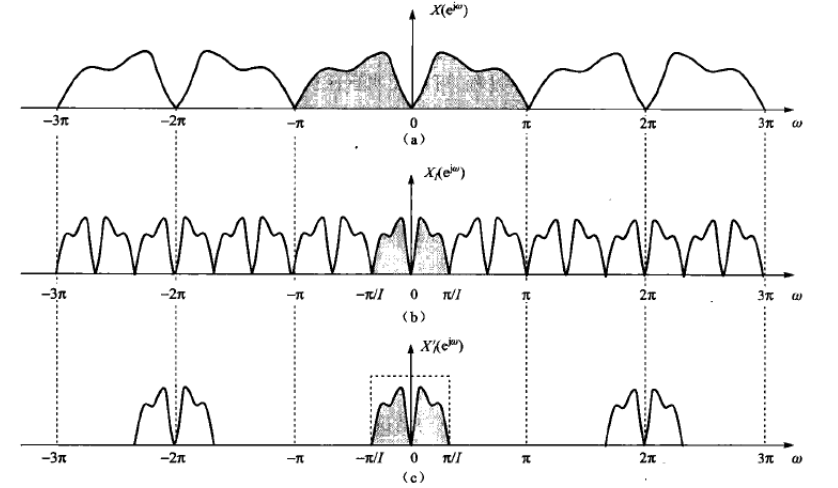 X(e^{jω})
−3π −2π −π 0 π 2π 3π ω
(a)
X_I(e^{jω})
−3π −2π −π −π/I 0 π/I π 2π 3π ω
(b)
X'_I(e^{jω})
−3π −2π −π −π/I 0 π/I π 2π 3π ω
(c)